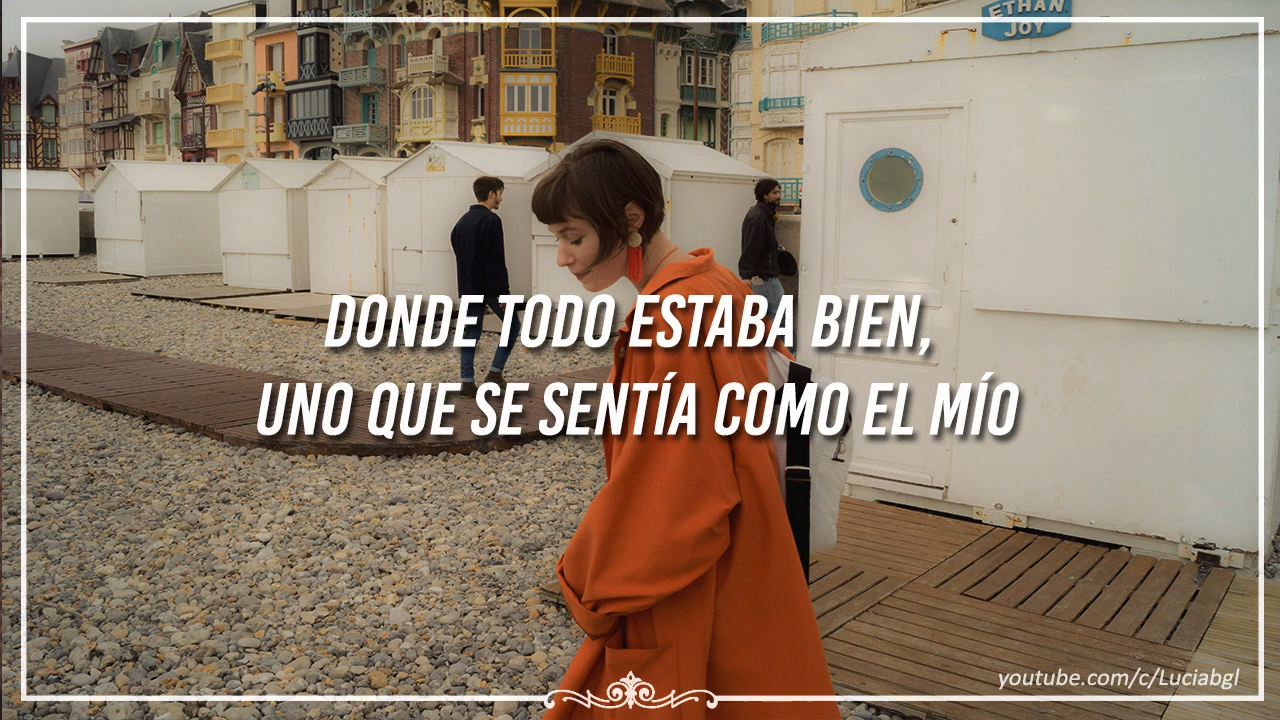 ETHAN
JOY
DONDE TODO ESTABA BIEN,
UNO QUE SE SENTÍA COMO EL MÍO
youtube.com/c/Luciabgl